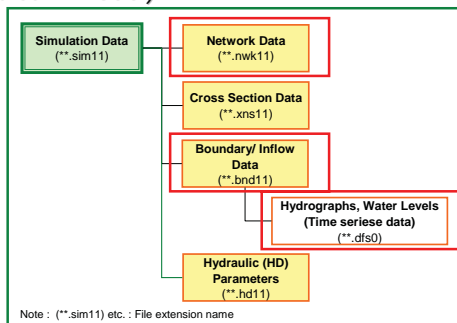 Simulation Data
(**.sim11)
Network Data
(**.nwk11)
Cross Section Data
(**.xns11)
Boundary/ Inflow
Data
(**.bnd11)
Hydrographs, Water Levels
(Time seriese data)
(**.dfs0)
Hydraulic (HD)
Parameters
(**.hd11)
Note : (**.sim11) etc. : File extension name